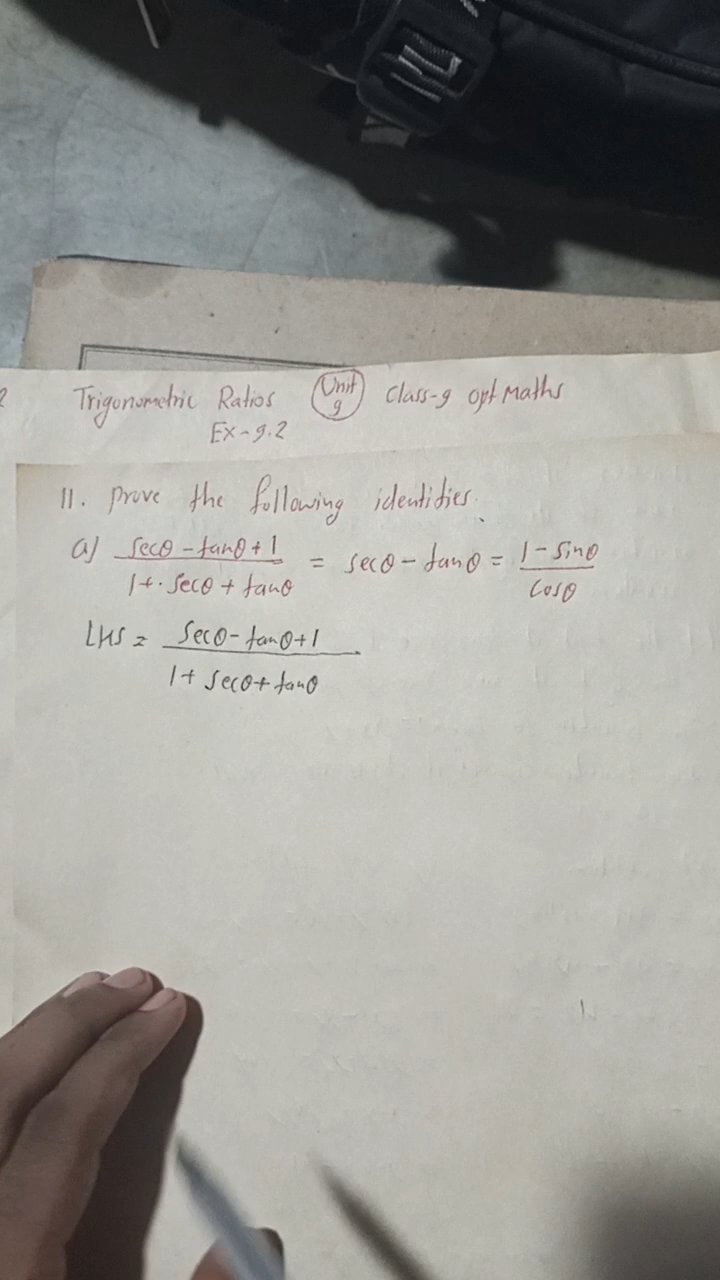 2
Trigonometric Ratios Unit 9 Class-9 opt Maths
Ex-9.2
11. prove the following identities.
a) secθ - tanθ + 1 / 1 + secθ + tanθ = secθ - tanθ = 1 - sinθ / cosθ
LHS = secθ - tanθ + 1 / 1 + secθ + tanθ